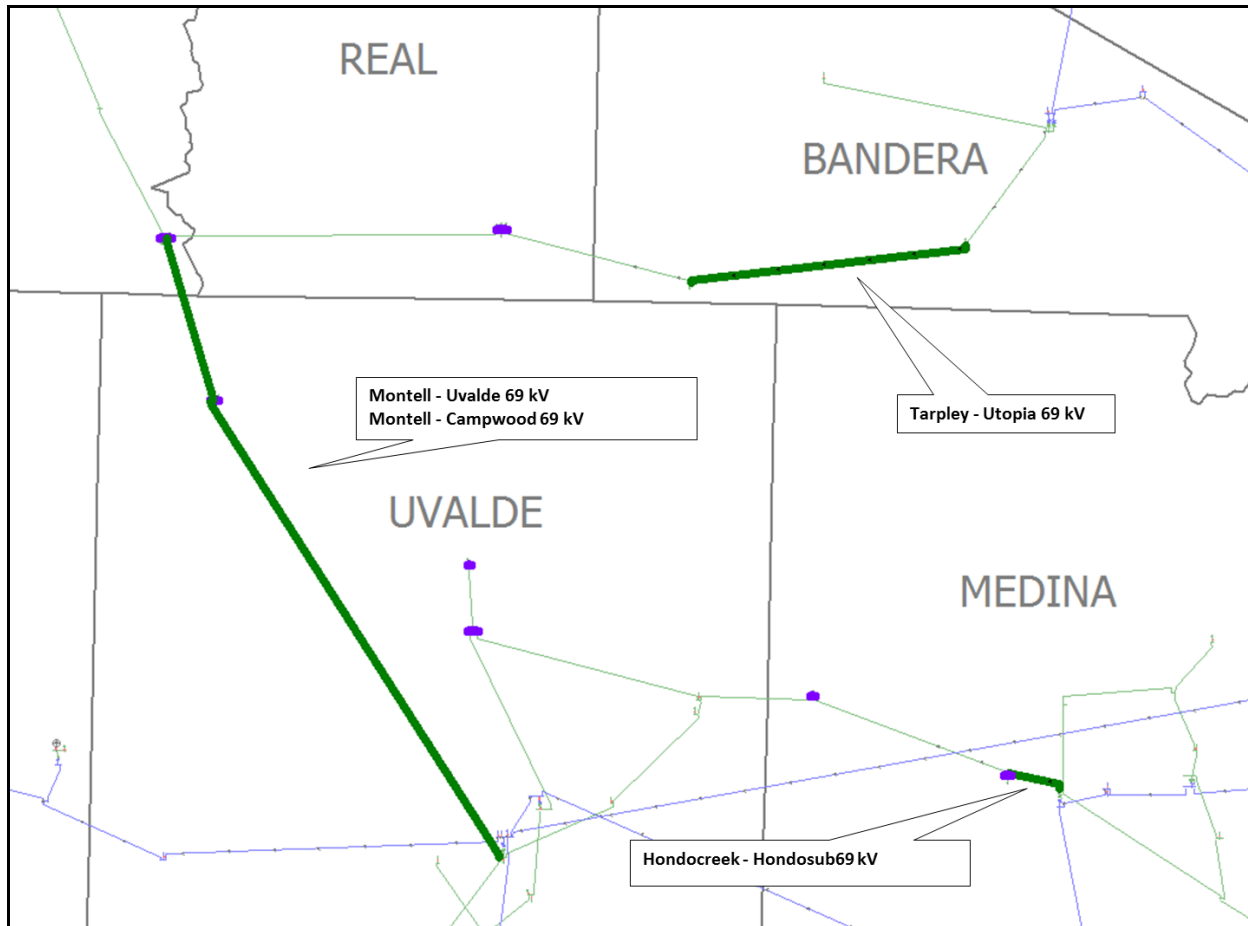 REAL
BANDERA
Montell - Uvalde 69 kV
Montell - Campwood 69 kV
Tarpley - Utopia 69 kV
UVALDE
MEDINA
Hondocreek - Hondosub69 kV